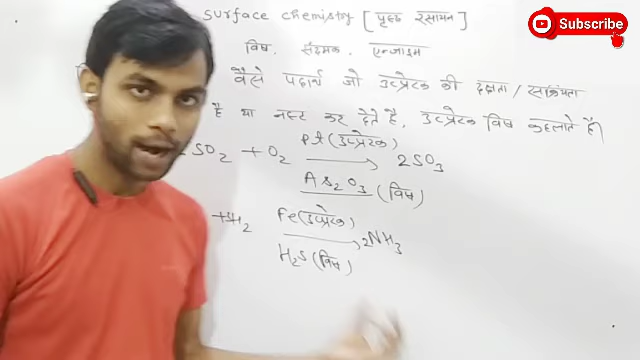 Surface chemistry [पृष्ठ रसायन]
Subscribe
विष. संदमक. एन्जाइम
वैसे पदार्थ जो उत्प्रेरक की दक्षता / सक्रियता
है या नष्ट कर देते है, उत्प्रेरक विष कहलाते हैं।
SO₂ + O₂ Pt (उत्प्रेरक) → 2SO₃
As₂O₃ (विष)
+ H₂ Fe (उत्प्रेरक) → 2NH₃
H₂S (विष)